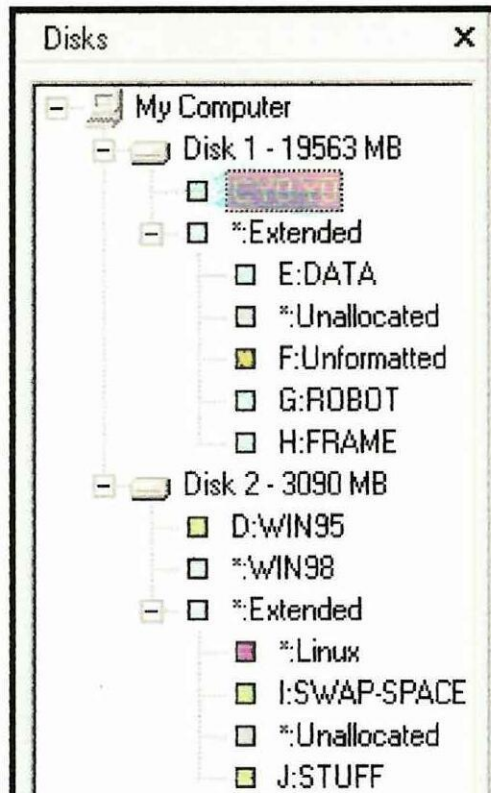 Disks
My Computer
Disk 1 - 19563 MB
*:Extended
E:DATA
*:Unallocated
F:Unformatted
G:ROBOT
H:FRAME
Disk 2 - 3090 MB
D:WIN95
*:WIN98
*:Extended
*:Linux
I:SWAP-SPACE
*:Unallocated
J:STUFF